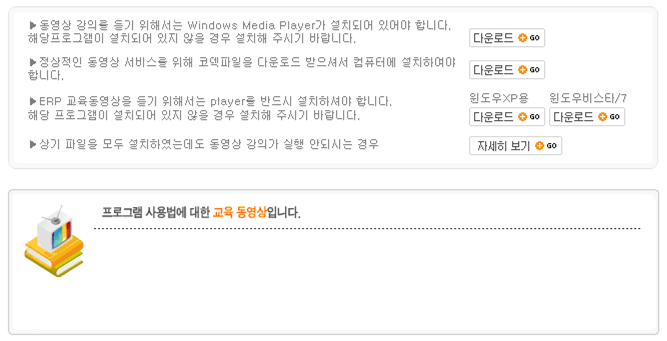 ▶동영상 강의를 듣기 위해서는 Windows Media Player가 설치되어 있어야 합니다.
해당프로그램이 설치되어 있지 않을 경우 설치해 주시기 바랍니다.
다운로드 GO
▶정상적인 동영상 서비스를 위해 코덱파일을 다운로드 받으셔서 컴퓨터에 설치하여야
합니다.
다운로드 GO
▶ERP 교육동영상을 듣기 위해서는 player를 반드시 설치하셔야 합니다.
해당 프로그램이 설치되어 있지 않을 경우 설치해 주시기 바랍니다.
윈도우XP용 윈도우비스타/7
다운로드 GO 다운로드 GO
▶상기 파일을 모두 설치하였는데도 동영상 강의가 실행 안되시는 경우
자세히 보기 GO
프로그램 사용법에 대한 교육 동영상입니다.